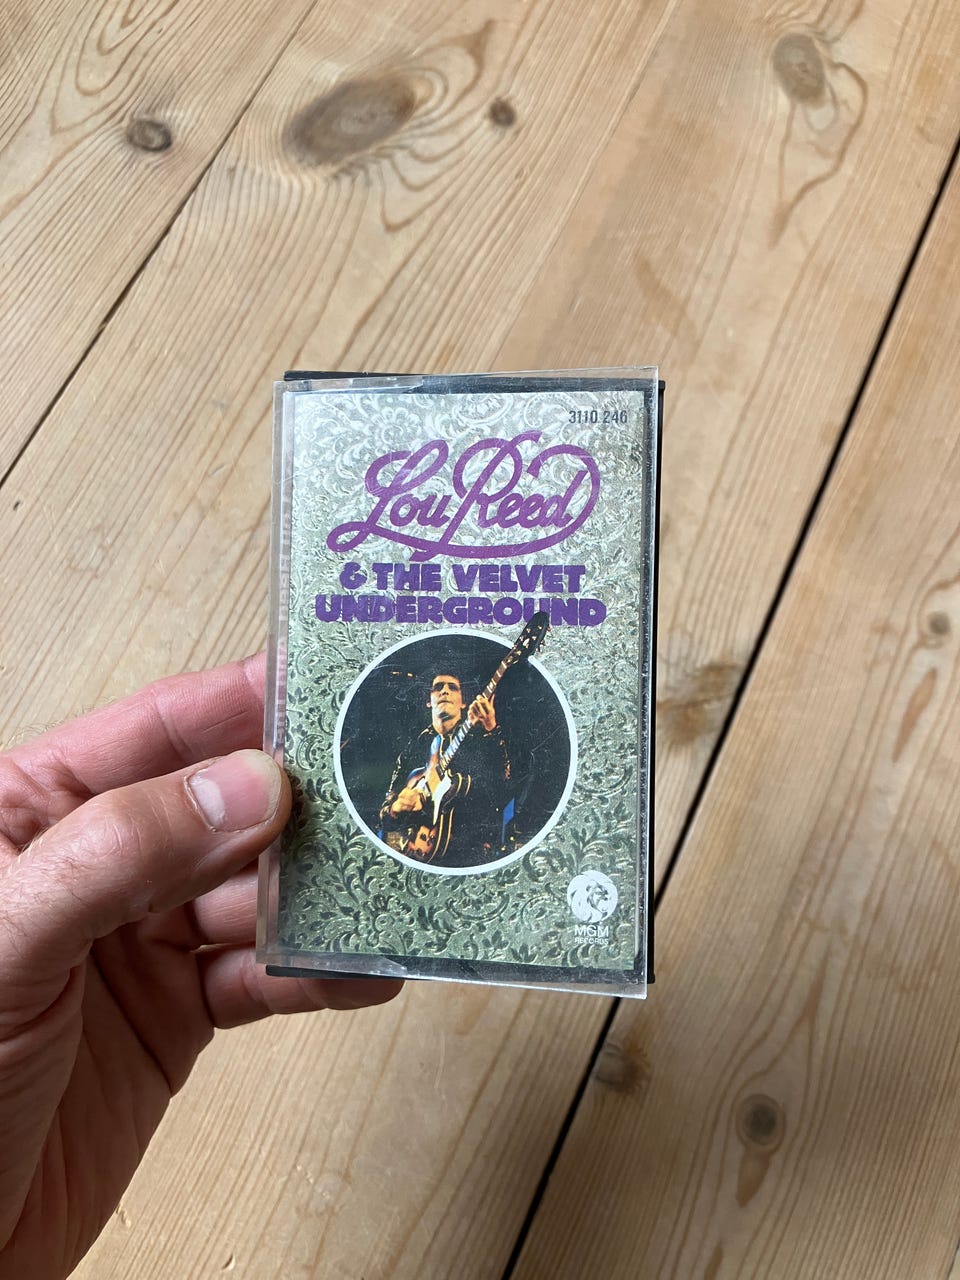 3110 246
Lou Reed
& THE VELVET
UNDERGROUND
MGM
RECORDS